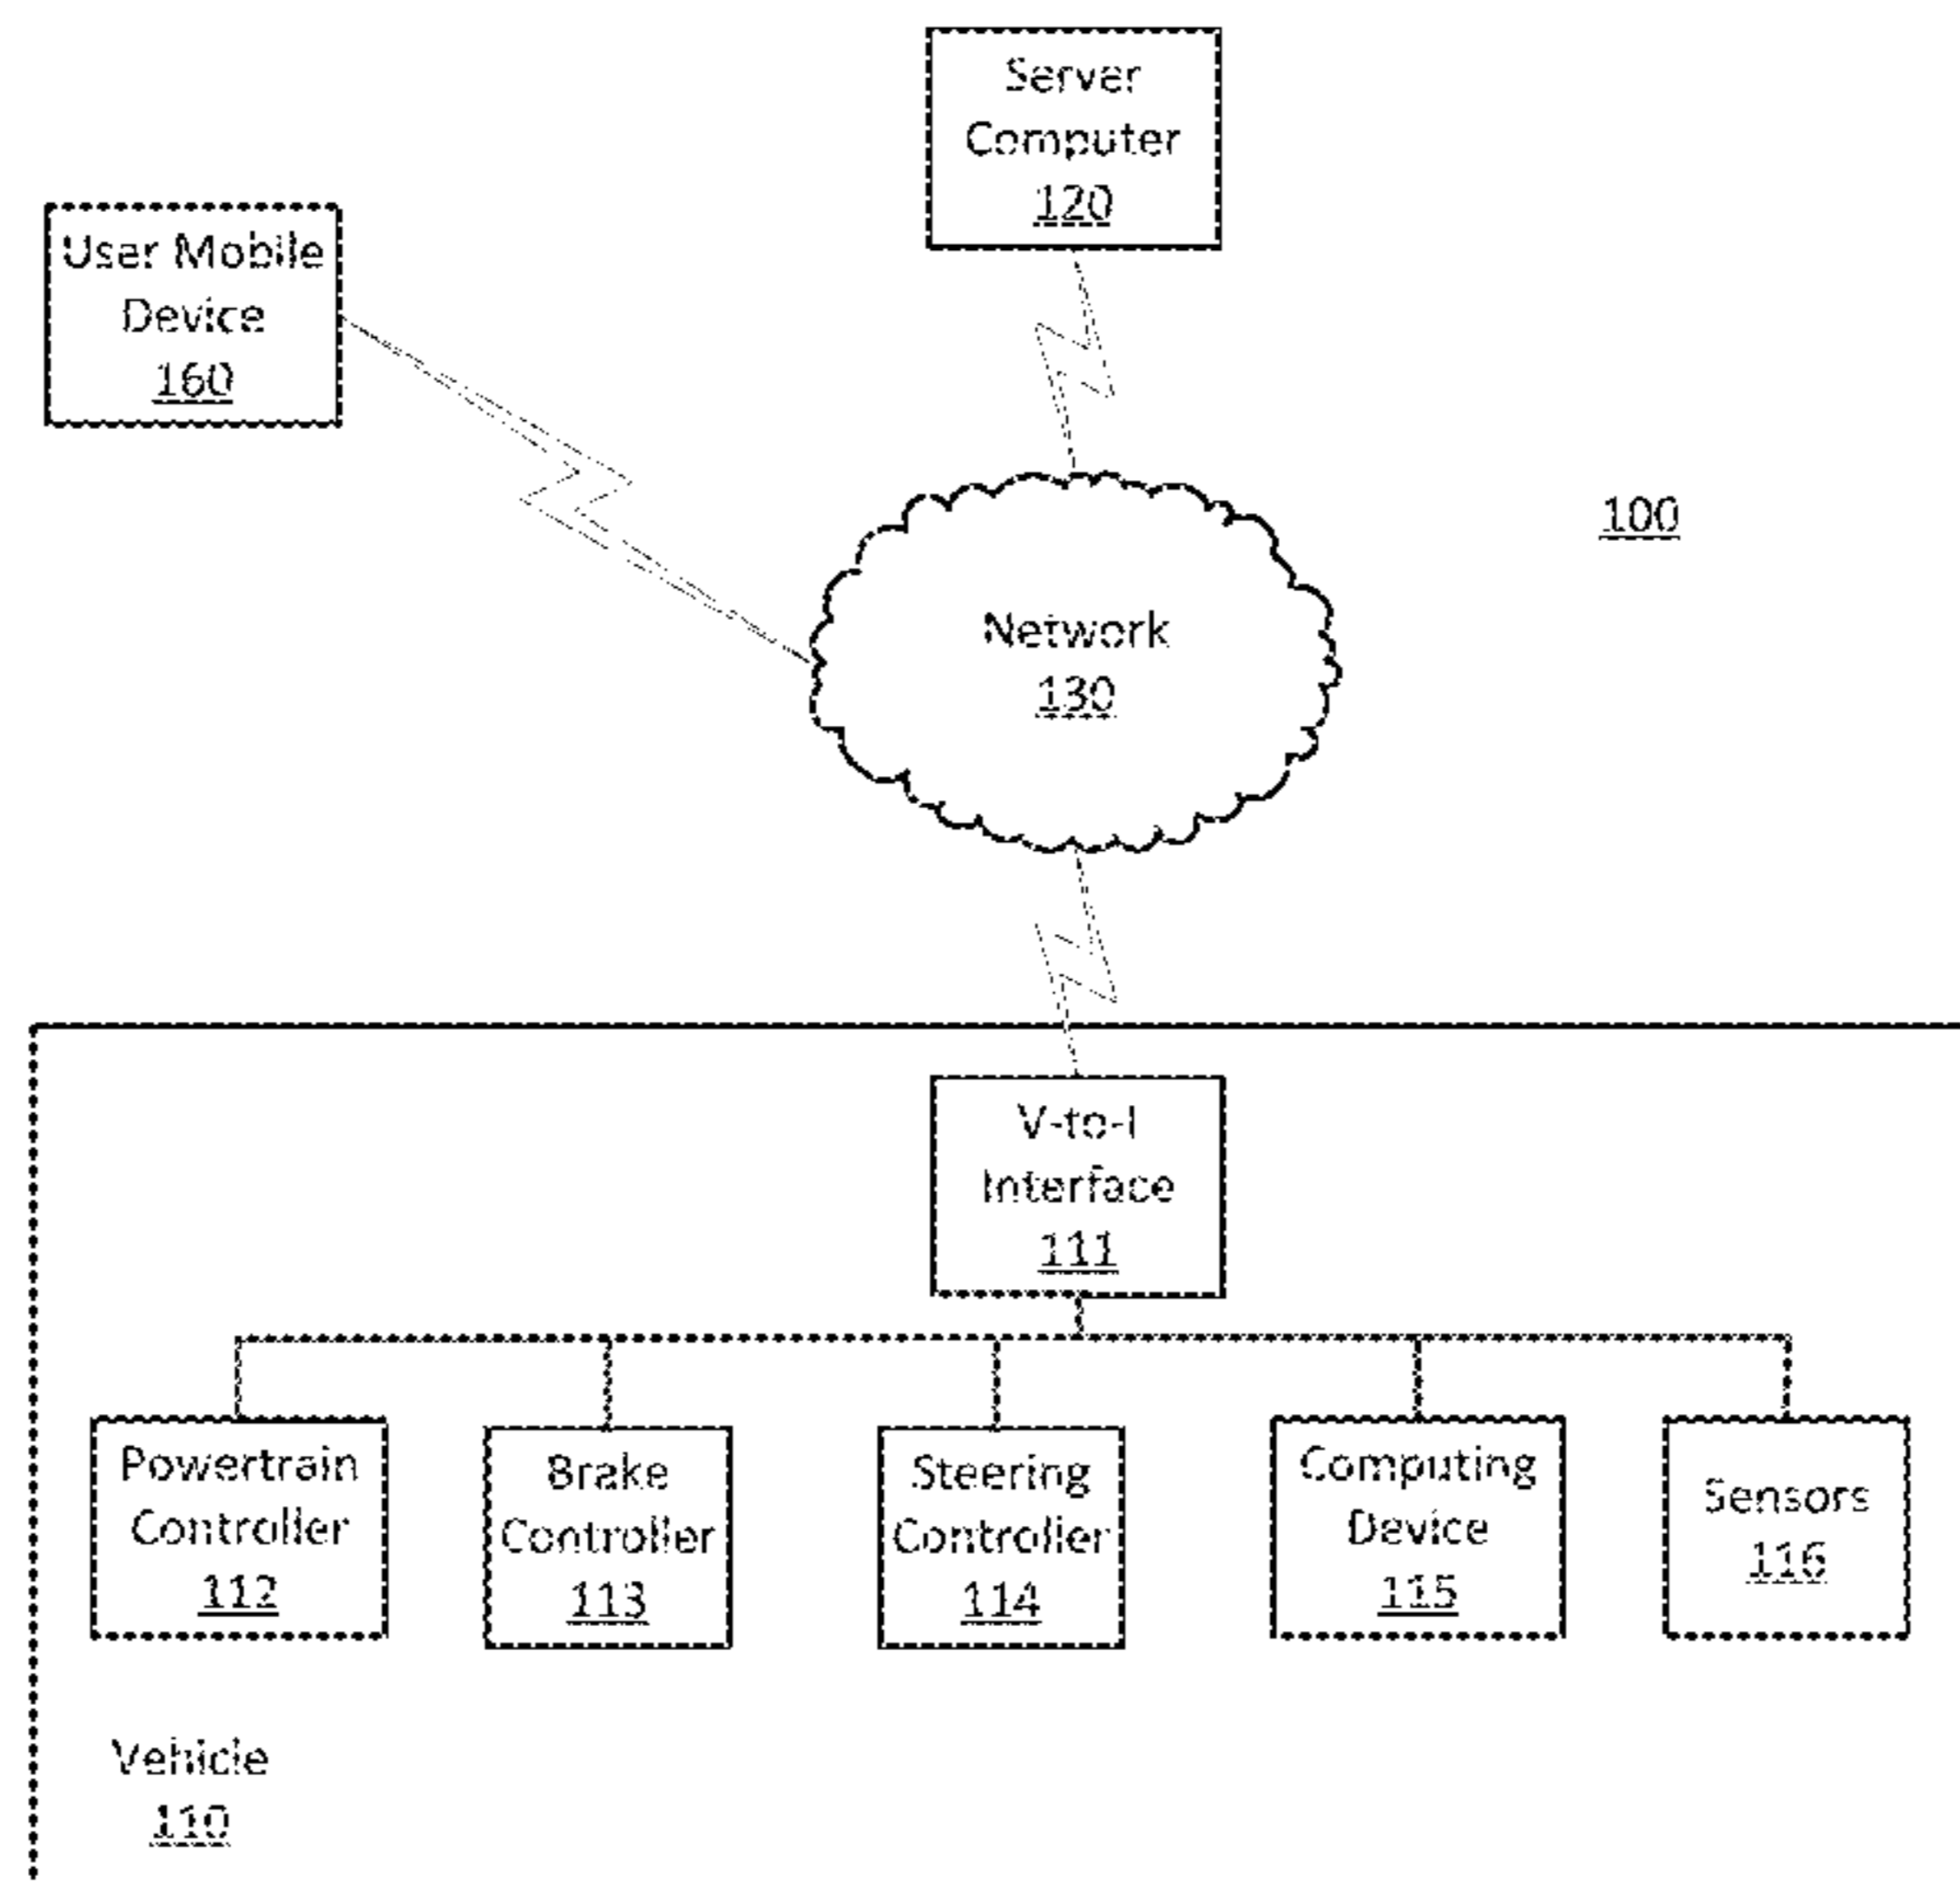 Server
Computer
120
User Mobile
Device
160
100
Network
130
V-to-I
Interface
111
Powertrain
Controller
112
Brake
Controller
113
Steering
Controller
114
Computing
Device
115
Sensors
116
Vehicle
110